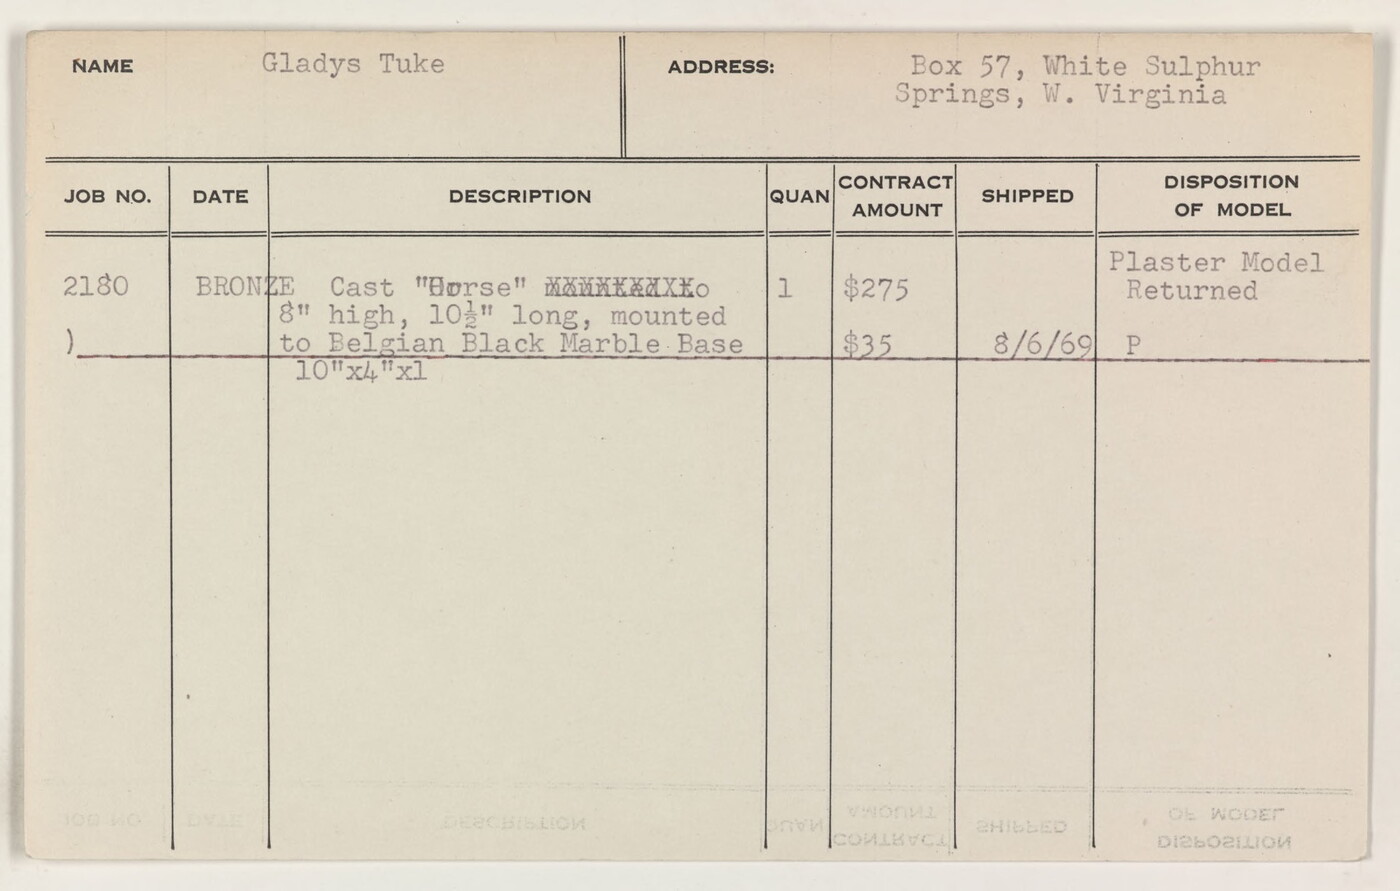 NAME Gladys Tuke ADDRESS: Box 57, White Sulphur
Springs, W. Virginia
JOB NO. DATE DESCRIPTION QUAN CONTRACT AMOUNT SHIPPED DISPOSITION OF MODEL
Plaster Model
2180 BRONZE Cast "Horse" 1 $275 Returned
8" high, 10½" long, mounted
) to Belgian Black Marble Base $35 8/6/69 P
10"x4"x1